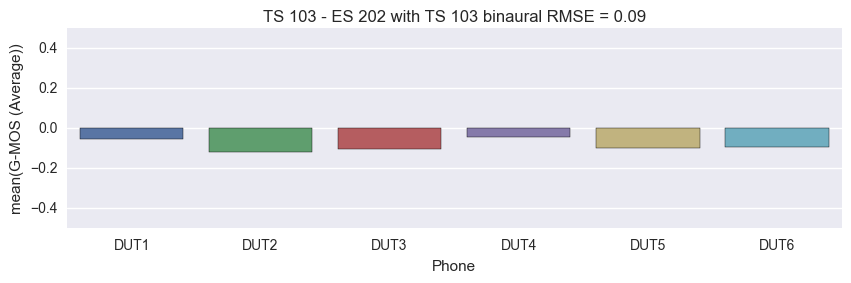 TS 103 - ES 202 with TS 103 binaural RMSE = 0.09
mean(G-MOS (Average))
0.4
0.2
0.0
−0.2
−0.4
DUT1 DUT2 DUT3 DUT4 DUT5 DUT6
Phone